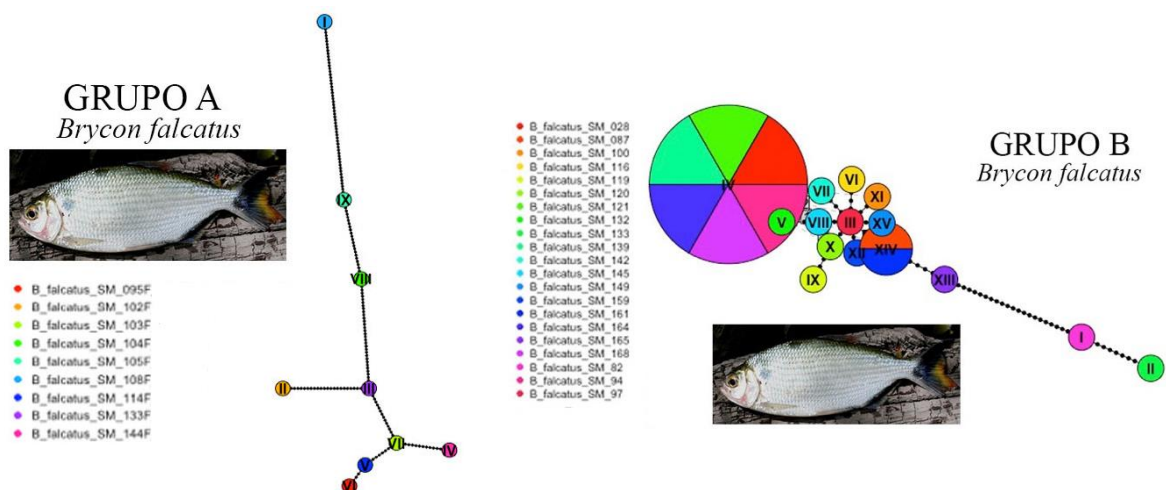 GRUPO A
Brycon falcatus
B_falcatus_SM_095F
B_falcatus_SM_102F
B_falcatus_SM_103F
B_falcatus_SM_104F
B_falcatus_SM_105F
B_falcatus_SM_108F
B_falcatus_SM_114F
B_falcatus_SM_133F
B_falcatus_SM_144F
I
IX
VIII
II
III
VII
IV
V
VI
B_falcatus_SM_028
B_falcatus_SM_087
B_falcatus_SM_100
B_falcatus_SM_116
B_falcatus_SM_119
B_falcatus_SM_120
B_falcatus_SM_121
B_falcatus_SM_132
B_falcatus_SM_133
B_falcatus_SM_139
B_falcatus_SM_142
B_falcatus_SM_145
B_falcatus_SM_149
B_falcatus_SM_159
B_falcatus_SM_161
B_falcatus_SM_164
B_falcatus_SM_165
B_falcatus_SM_168
B_falcatus_SM_82
B_falcatus_SM_94
B_falcatus_SM_97
GRUPO B
Brycon falcatus
IV
VII
VI
XI
V
VIII
III
XV
X
XII
XIV
IX
XIII
I
II